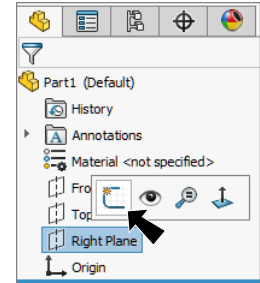 Part1 (Default)
History
Annotations
Material <not specified>
Fro
Top
Right Plane
Origin